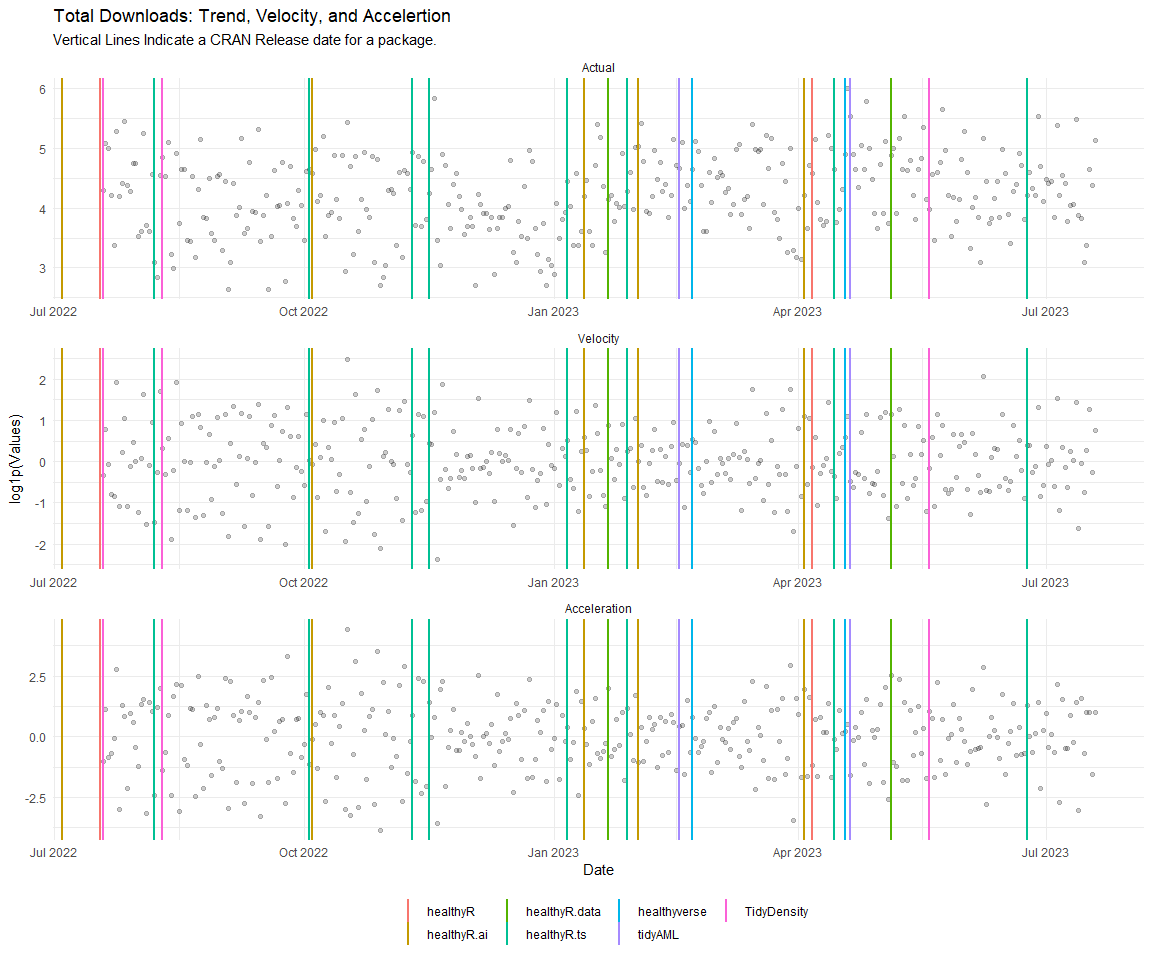 Total Downloads: Trend, Velocity, and Accelertion
Vertical Lines Indicate a CRAN Release date for a package.
Actual
6
5
4
3
Jul 2022 Oct 2022 Jan 2023 Apr 2023 Jul 2023
Velocity
2
1
0
-1
-2
Jul 2022 Oct 2022 Jan 2023 Apr 2023 Jul 2023
Acceleration
2.5
0.0
-2.5
Jul 2022 Oct 2022 Jan 2023 Apr 2023 Jul 2023
log1p(Values)
Date
healthyR healthyR.data healthyverse TidyDensity
healthyR.ai healthyR.ts tidyAML